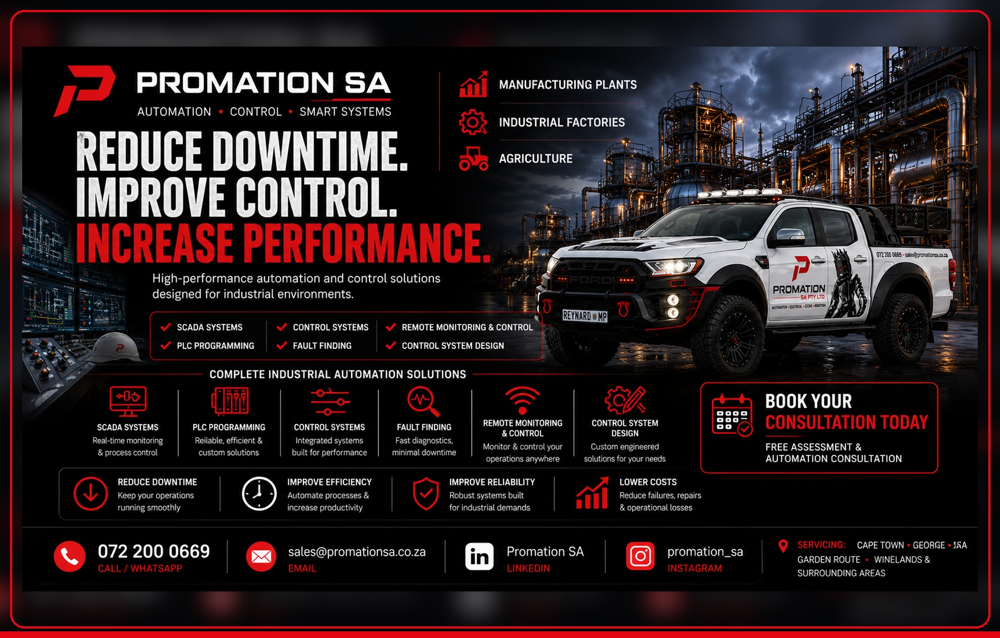 PROMATION SA
AUTOMATION • CONTROL • SMART SYSTEMS
REDUCE DOWNTIME.
IMPROVE CONTROL.
INCREASE PERFORMANCE.
High-performance automation and control solutions
designed for industrial environments.
MANUFACTURING PLANTS
INDUSTRIAL FACTORIES
AGRICULTURE
SCADA SYSTEMS
CONTROL SYSTEMS
REMOTE MONITORING & CONTROL
PLC PROGRAMMING
FAULT FINDING
CONTROL SYSTEM DESIGN
FORD
REYNARD MP
PROMATION
SA PTY LTD
072 200 0669 • sales@promationsa.co.za
COMPLETE INDUSTRIAL AUTOMATION SOLUTIONS
SCADA SYSTEMS
Real-time monitoring
& process control
PLC PROGRAMMING
Reilable, efficient &
custom solutions
CONTROL SYSTEMS
Integrated systems
built for performance
FAULT FINDING
Fast diagnostics,
minimal downtime
REMOTE MONITORING
& CONTROL
Monitor & control your
operations anywhere
CONTROL SYSTEM
DESIGN
Custom engineered
solutions for your needs
BOOK YOUR
CONSULTATION TODAY
FREE ASSESSMENT &
AUTOMATION CONSULTATION
REDUCE DOWNTIME
Keep your operations
running smoothly
IMPROVE EFFICIENCY
Automate processes &
increase productivity
IMPROVE RELIABILITY
Robust systems built
for industrial demands
LOWER COSTS
Reduce failures, repairs
& operational losses
072 200 0669
CALL / WHATSAPP
sales@promationsa.co.za
EMAIL
in
Promation SA
LINKEDIN
promation_sa
INSTAGRAM
SERVICING: CAPE TOWN • GEORGE •
GARDEN ROUTE • WINELANDS &
SURROUNDING AREAS